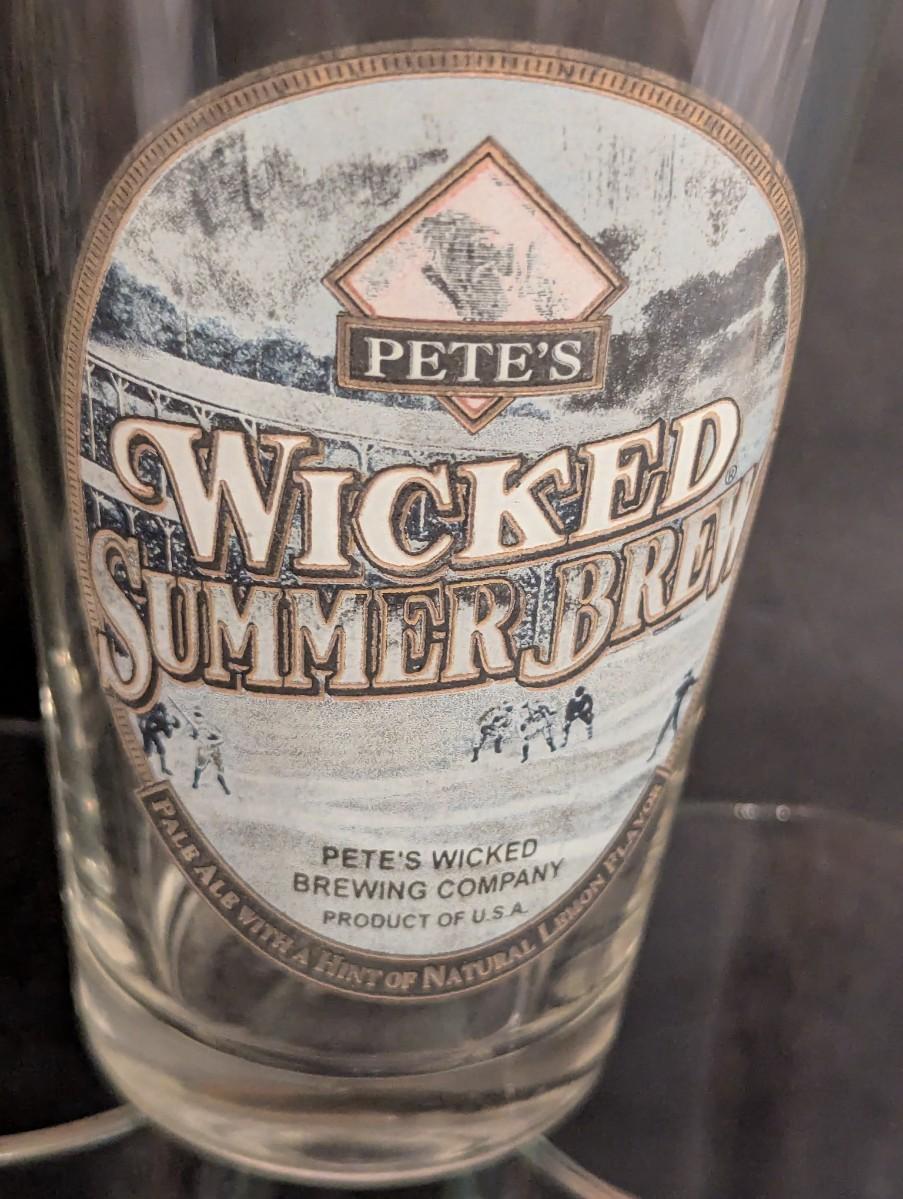 PETE'S
WICKED®
SUMMER BREW
PETE'S WICKED
BREWING COMPANY
PRODUCT OF U.S.A.
PALE ALE WITH A HINT OF NATURAL LEMON FLAVOR